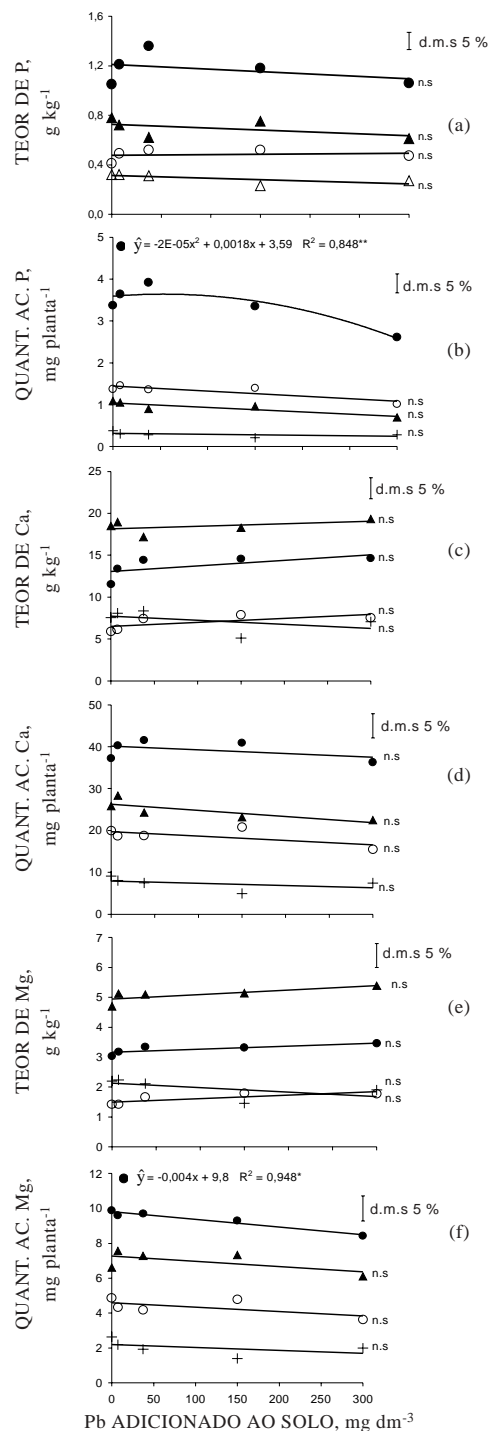 1,6
1,2
0,8
0,4
0,0
TEOR DE P,
g kg-1
d.m.s 5 %
n.s
n.s
n.s
n.s
(a)
ŷ = -2E-05x² + 0,0018x + 3,59 R² = 0,848**
5
4
3
2
1
0
QUANT. AC. P,
mg planta-1
d.m.s 5 %
n.s
n.s
n.s
(b)
25
20
15
10
5
0
TEOR DE Ca,
g kg-1
d.m.s 5 %
n.s
n.s
n.s
n.s
(c)
50
40
30
20
10
0
QUANT. AC. Ca,
mg planta-1
d.m.s 5 %
n.s
n.s
n.s
n.s
(d)
7
6
5
4
3
2
1
0
TEOR DE Mg,
g kg-1
d.m.s 5 %
n.s
n.s
n.s
n.s
(e)
ŷ = -0,004x + 9,8 R² = 0,948*
12
10
8
6
4
2
0
QUANT. AC. Mg,
mg planta-1
d.m.s 5 %
n.s
n.s
n.s
(f)
0 50 100 150 200 250 300
Pb ADICIONADO AO SOLO, mg dm-3